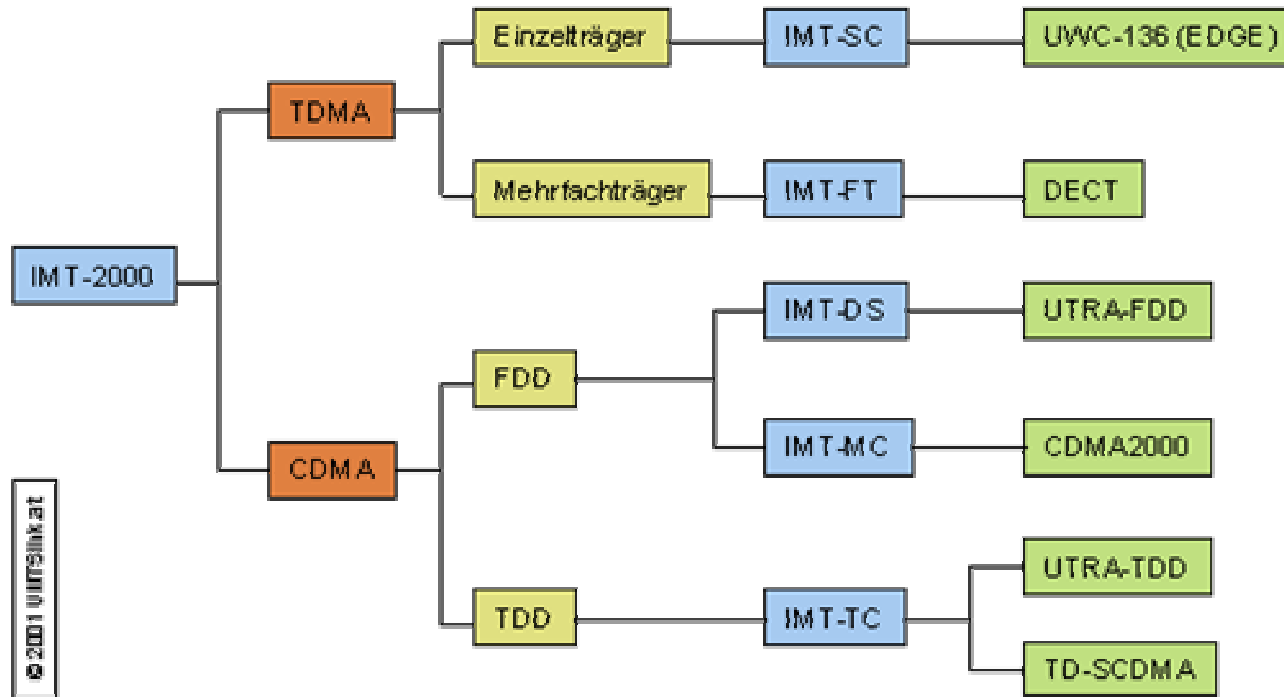 Einzelträger
IMT-SC
UWC-136 (EDGE)
TDMA
Mehrfachträger
IMT-FT
DECT
IMT-2000
IMT-DS
UTRA-FDD
FDD
IMT-MC
CDMA2000
CDMA
UTRA-TDD
TDD
IMT-TC
TD-SCDMA
© 2001